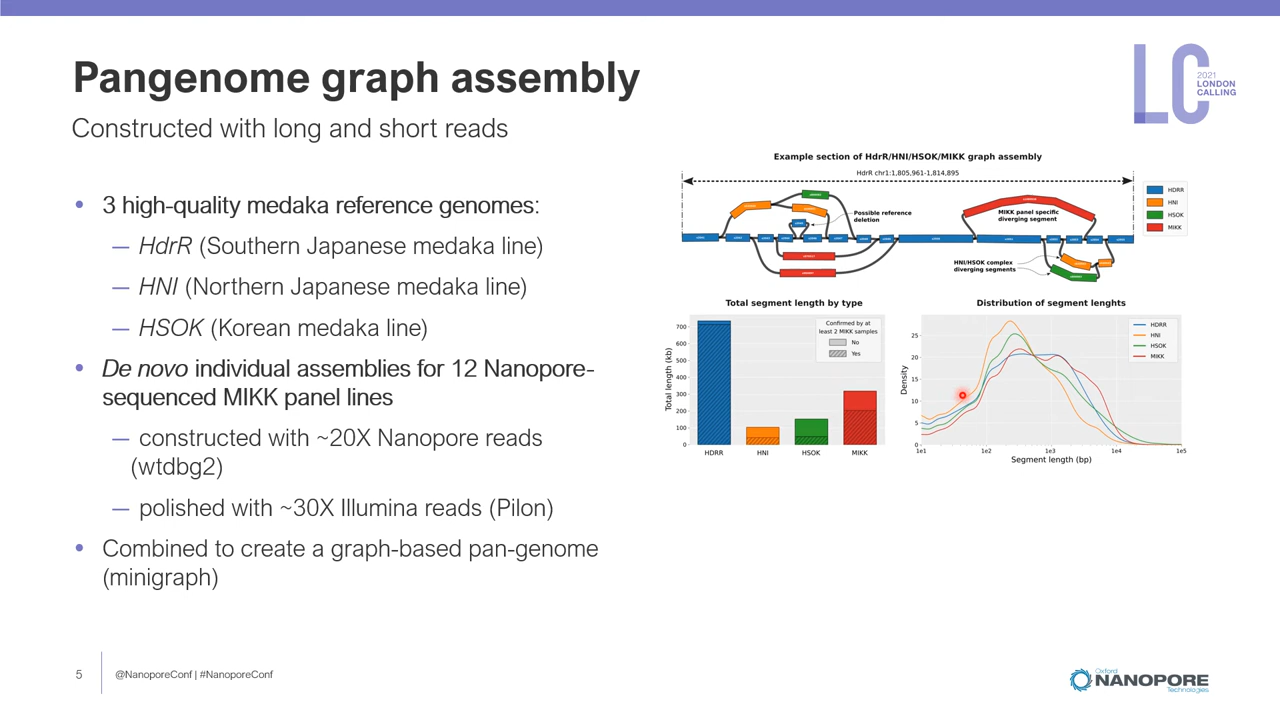 Pangenome graph assembly
Constructed with long and short reads
2021
LONDON
CALLING
• 3 high-quality medaka reference genomes:
— HdrR (Southern Japanese medaka line)
— HNI (Northern Japanese medaka line)
— HSOK (Korean medaka line)
• De novo individual assemblies for 12 Nanopore-
sequenced MIKK panel lines
— constructed with ~20X Nanopore reads
(wtdbg2)
— polished with ~30X Illumina reads (Pilon)
• Combined to create a graph-based pan-genome
(minigraph)
Example section of HdrR/HNI/HSOK/MIKK graph assembly
HdrR chr1:1,805,961-1,814,895
Possible reference
deletion
MIKK panel specific
diverging segment
HNI/HSOK complex
diverging segments
HDRR
HNI
HSOK
MIKK
Total segment length by type
Total length (kb)
700
600
500
400
300
200
100
0
HDRR
HNI
HSOK
MIKK
Confirmed by at
least 2 MIKK samples
No
Yes
Distribution of segment lenghts
Density
25
20
15
10
5
0
1e1
1e2
1e3
1e4
1e5
Segment length (bp)
HDRR
HNI
HSOK
MIKK
5
@NanoporeConf | #NanoporeConf
Oxford
NANOPORE
Technologies